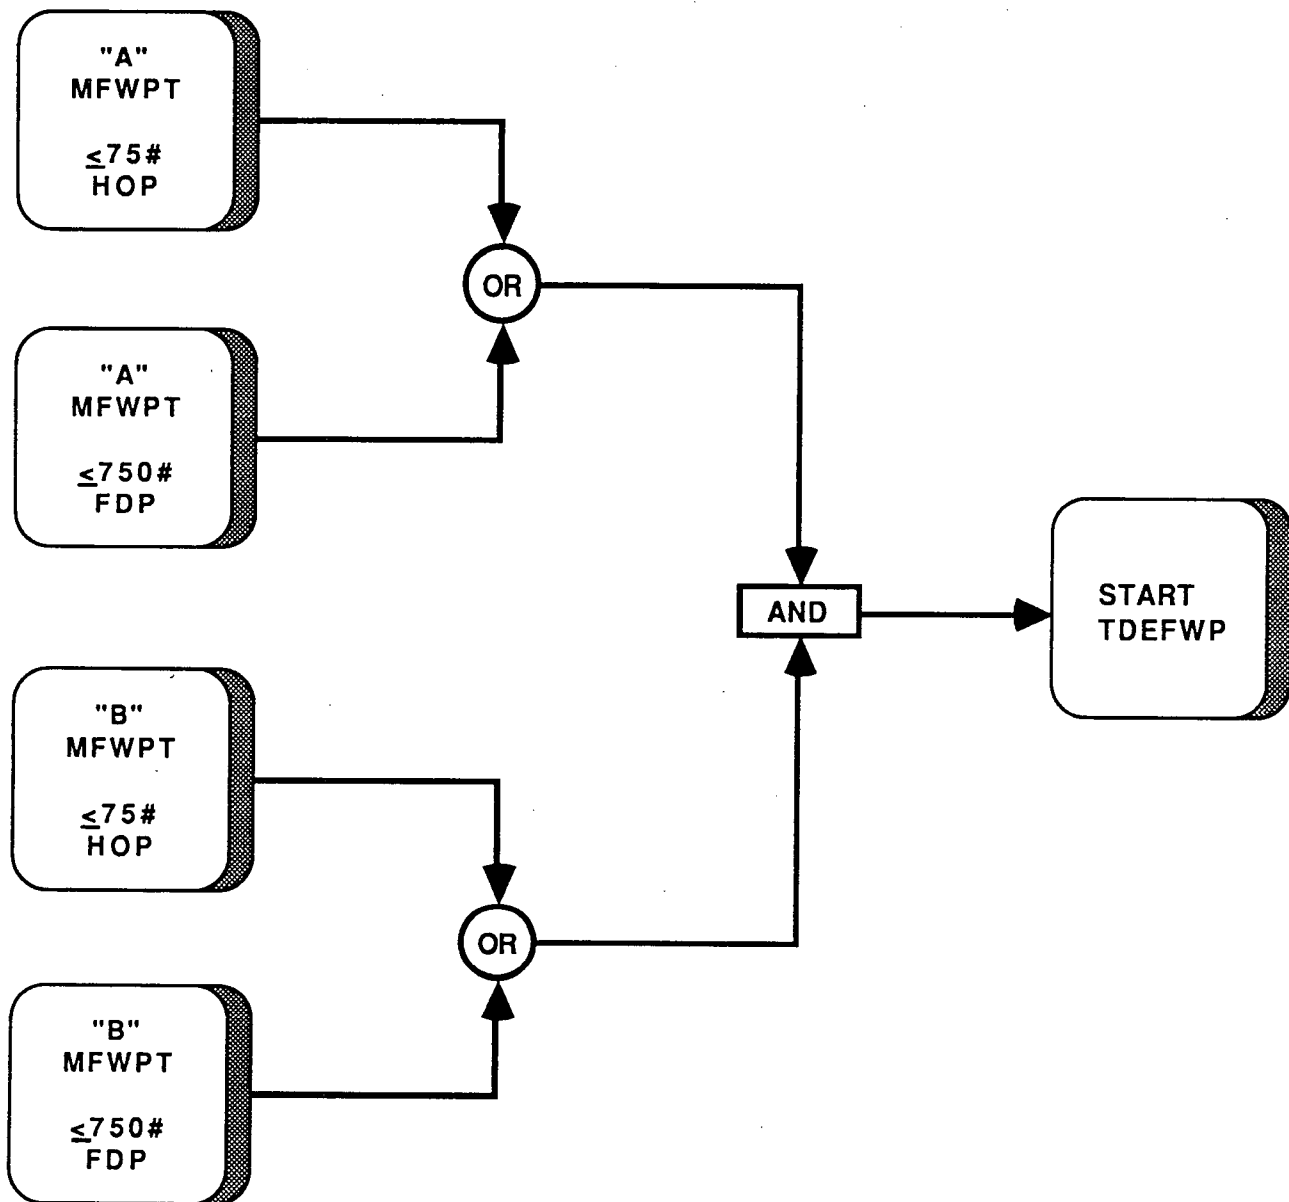 "A"
MFWPT
≤75#
HOP
OR
"A"
MFWPT
≤750#
FDP
AND
START
TDEFWP
"B"
MFWPT
≤75#
HOP
OR
"B"
MFWPT
≤750#
FDP